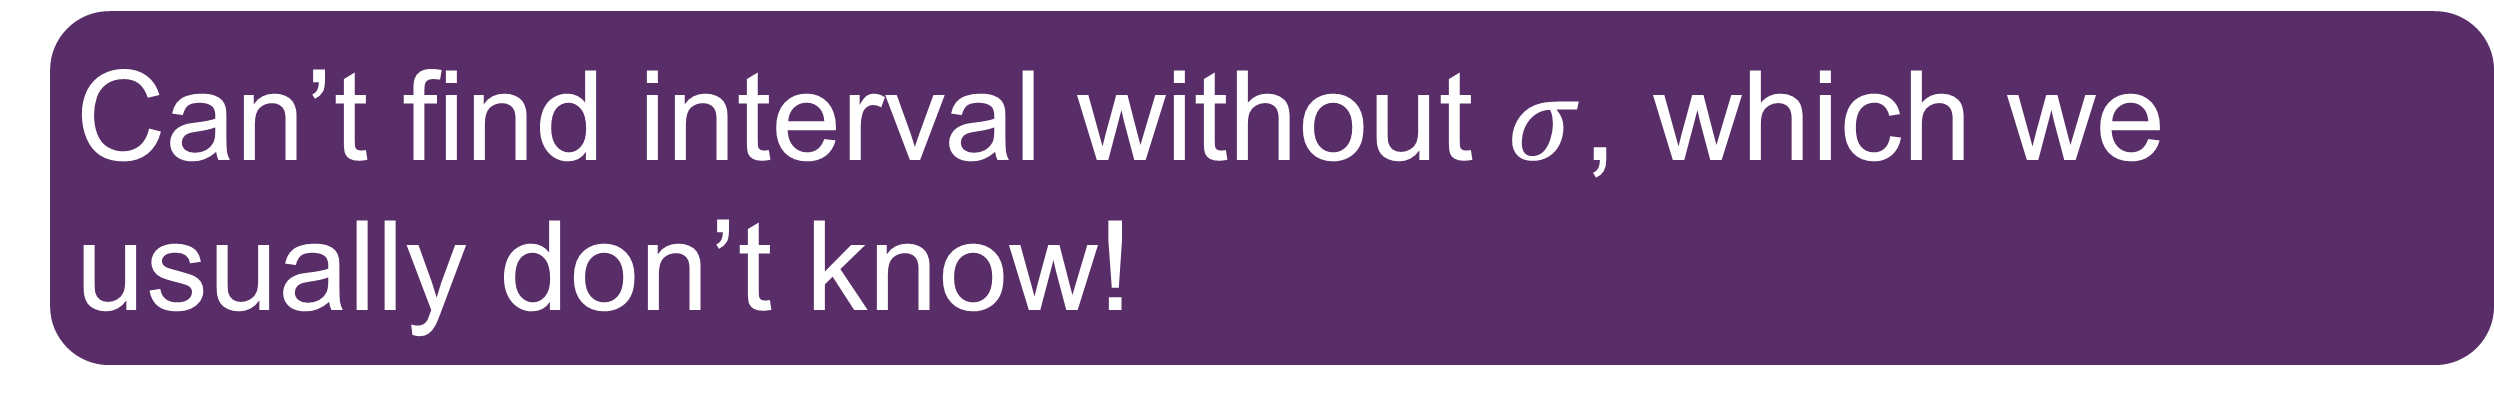 Can’t find interval without σ, which we
usually don’t know!